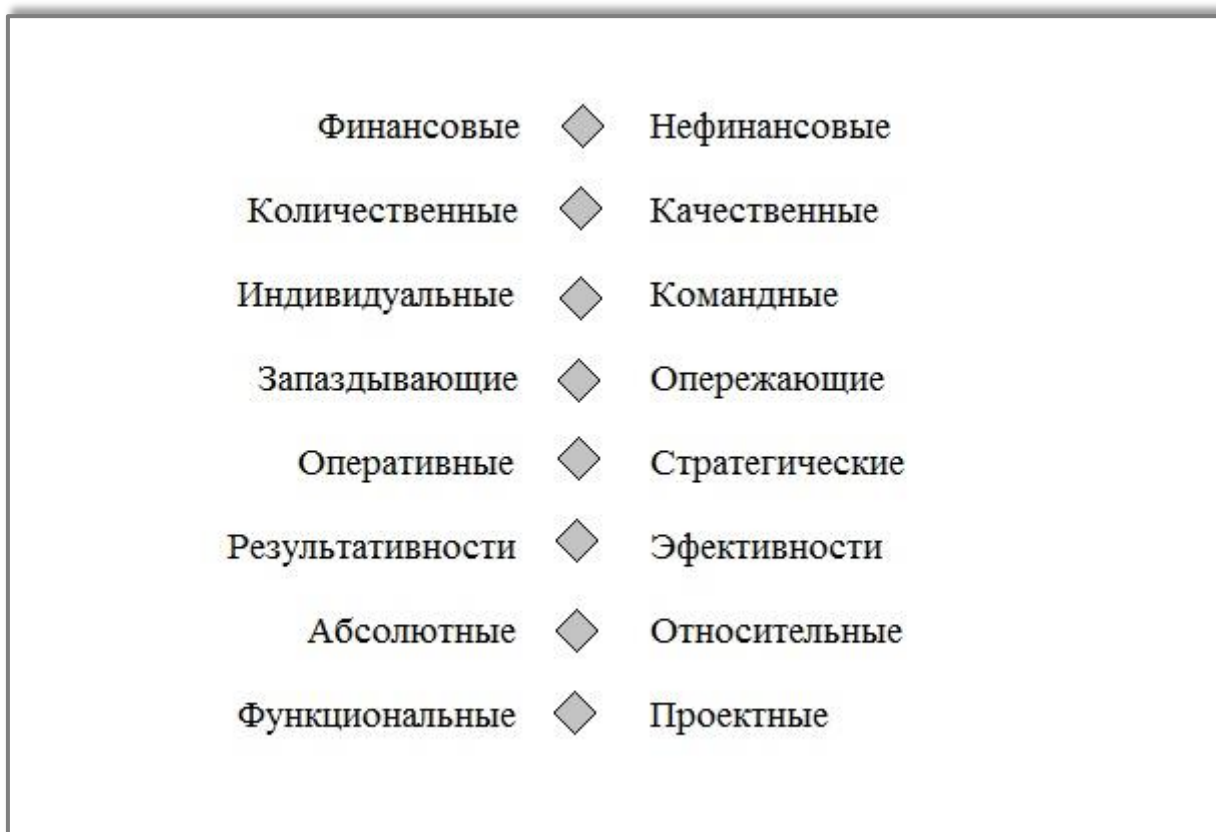 Финансовые Нефинансовые
Количественные Качественные
Индивидуальные Командные
Запаздывающие Опережающие
Оперативные Стратегические
Результативности Эфективности
Абсолютные Относительные
Функциональные Проектные